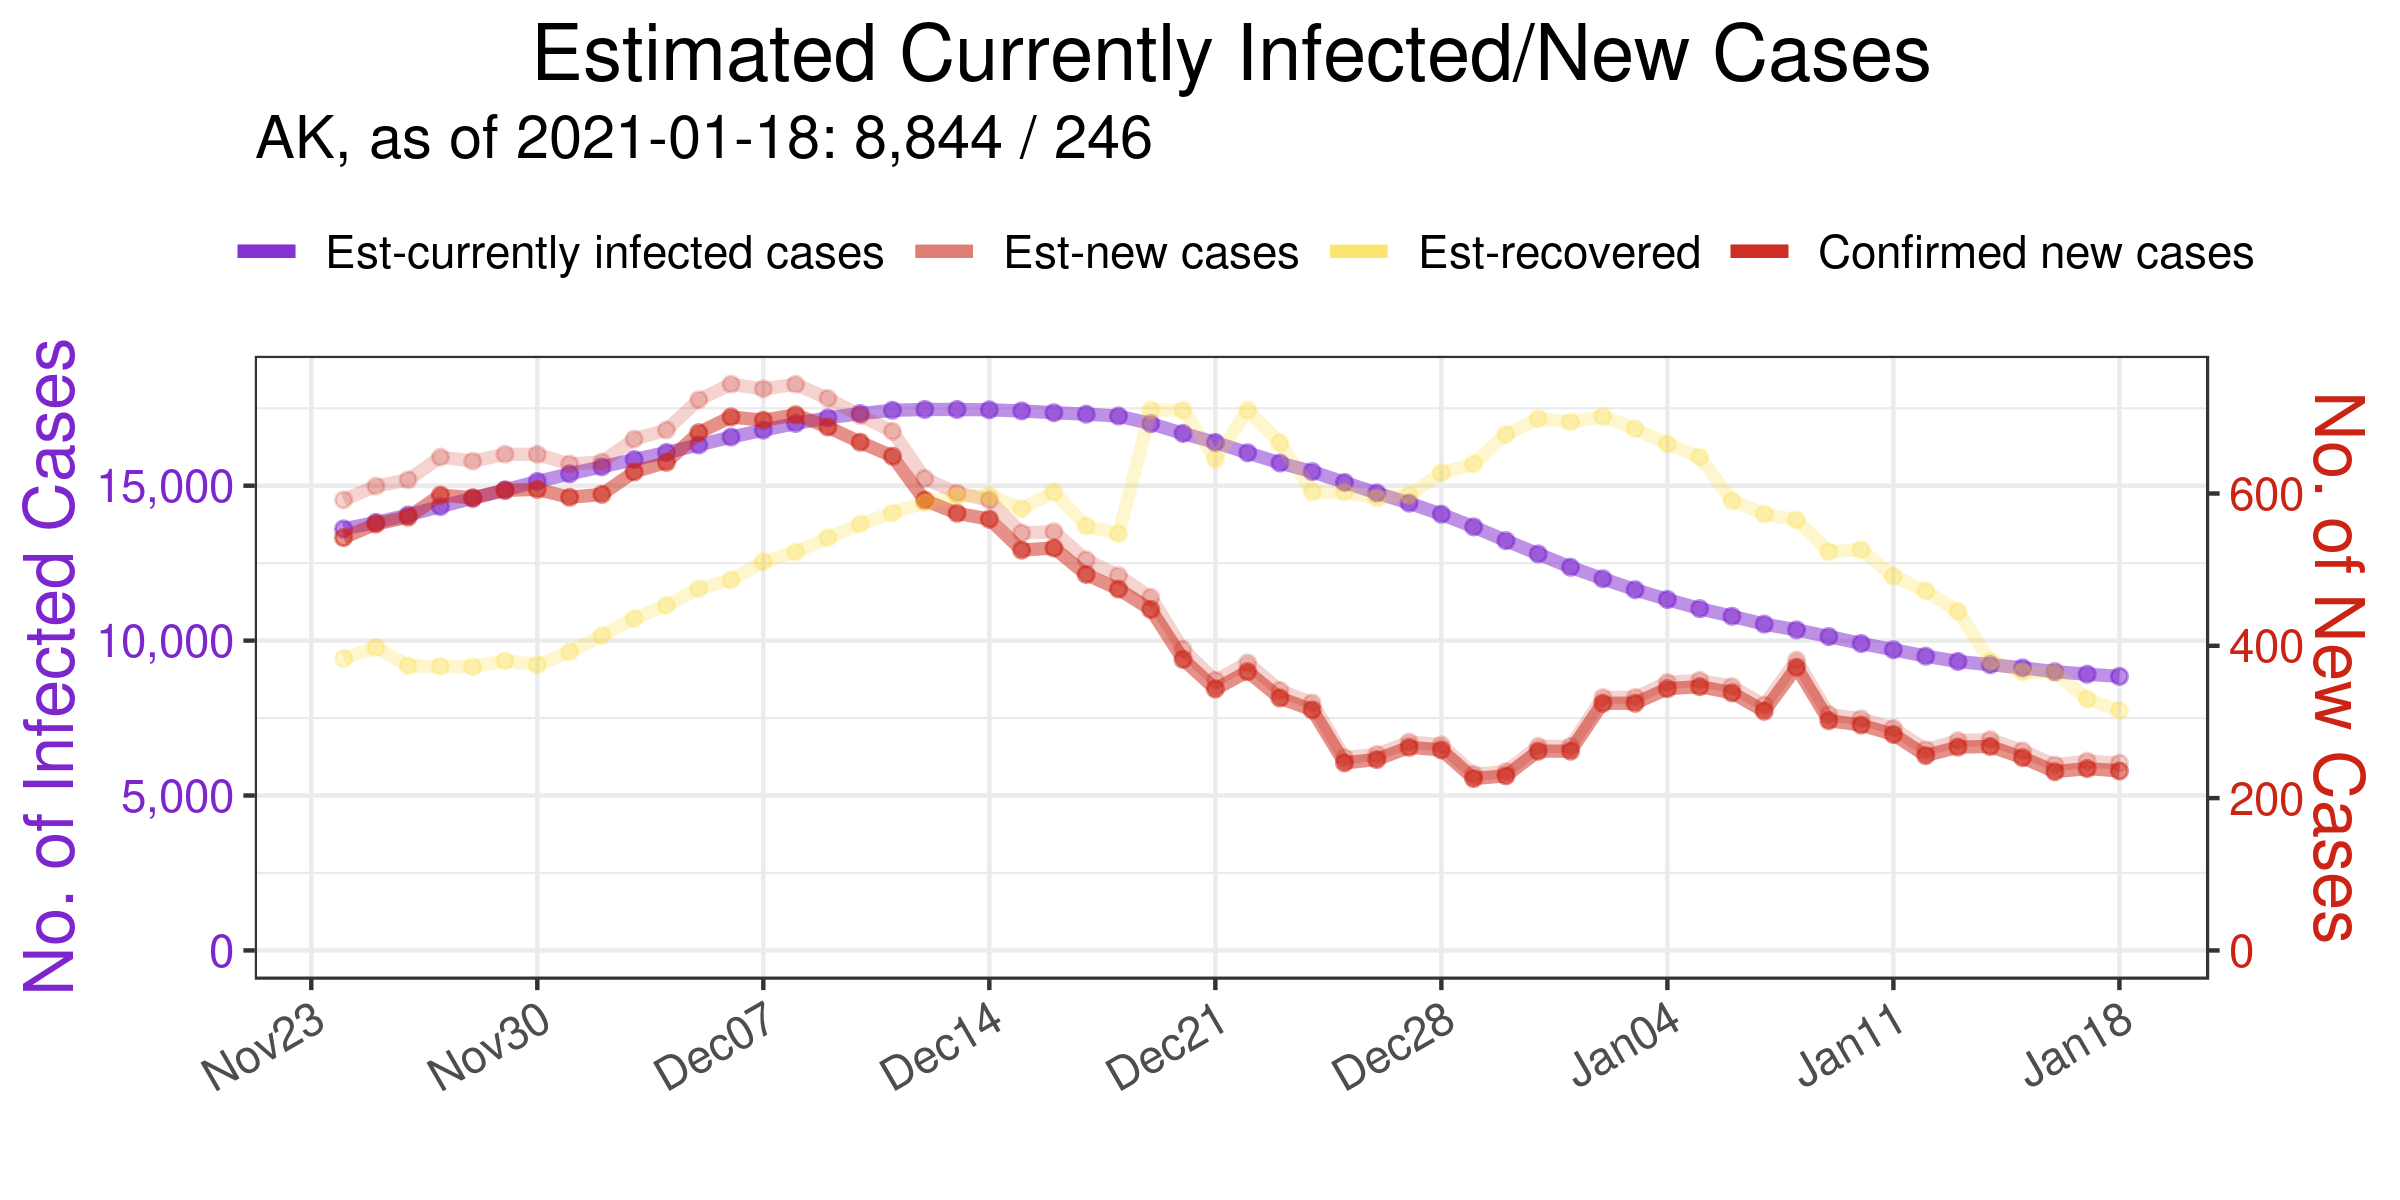 Estimated Currently Infected/New Cases
AK, as of 2021-01-18: 8,844 / 246
Est-currently infected cases Est-new cases Est-recovered Confirmed new cases
No. of Infected Cases
15,000
10,000
5,000
0
600
400
200
0
No. of New Cases
Nov23 Nov30 Dec07 Dec14 Dec21 Dec28 Jan04 Jan11 Jan18